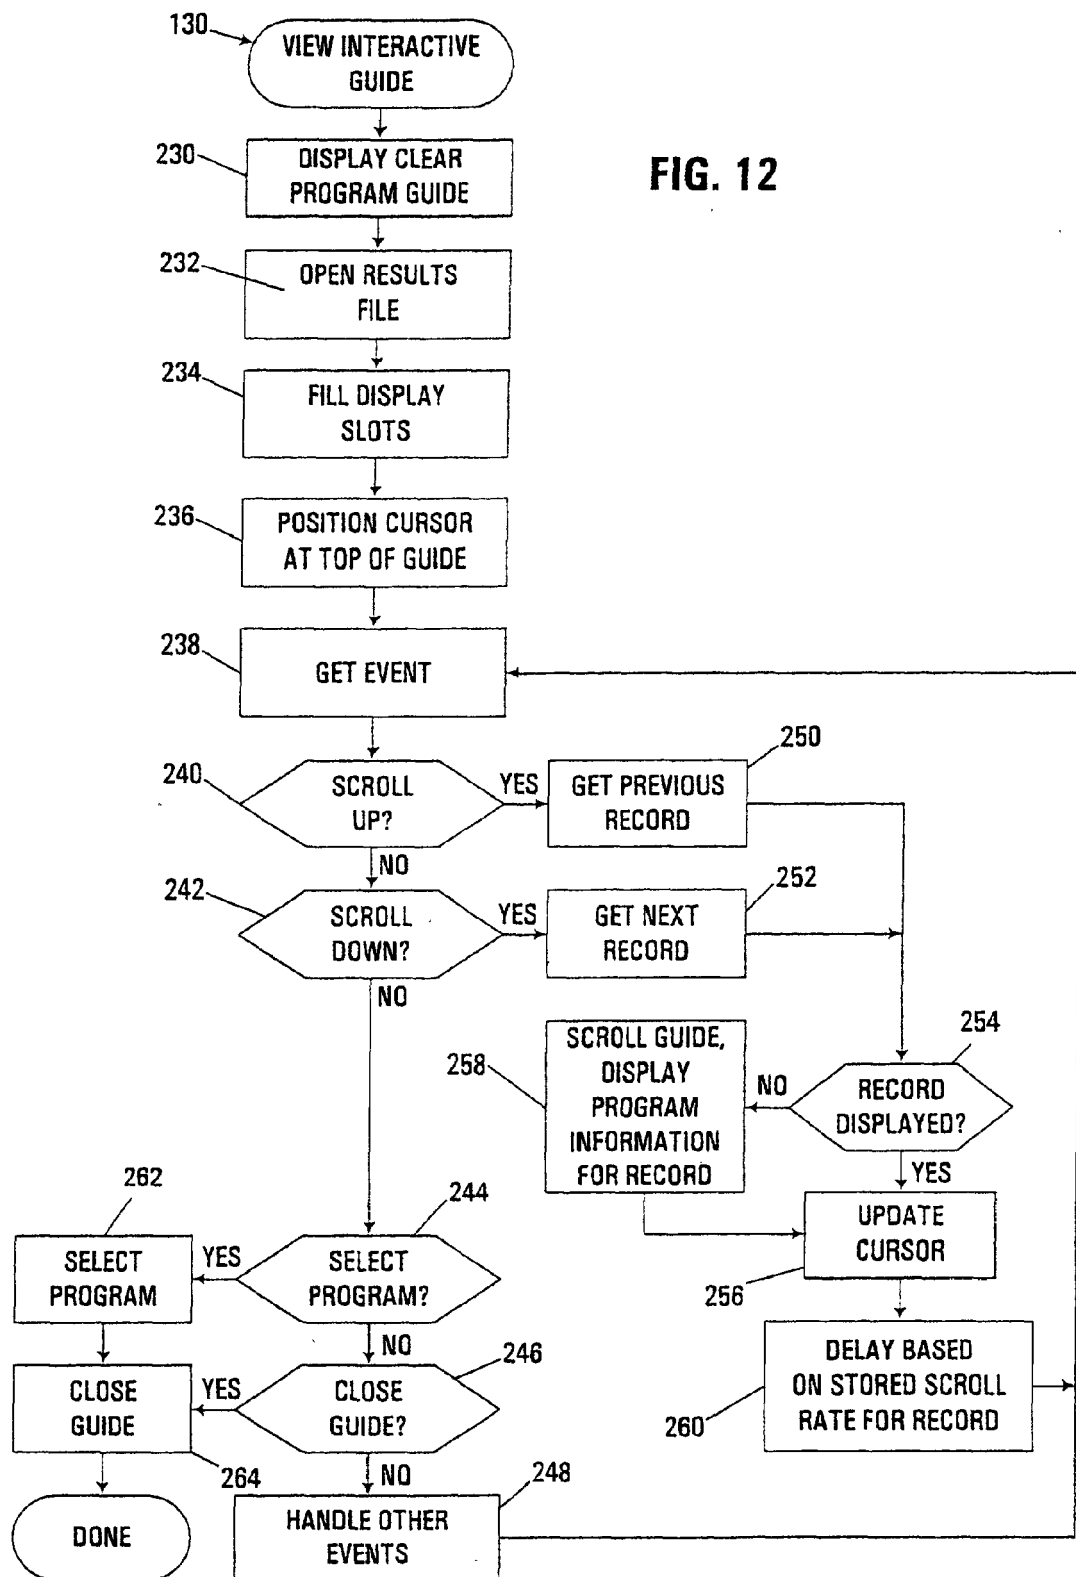 130
VIEW INTERACTIVE
GUIDE
230
DISPLAY CLEAR
PROGRAM GUIDE
FIG. 12
232
OPEN RESULTS
FILE
234
FILL DISPLAY
SLOTS
236
POSITION CURSOR
AT TOP OF GUIDE
238
GET EVENT
240
SCROLL
UP?
YES
GET PREVIOUS
RECORD
250
NO
242
SCROLL
DOWN?
YES
GET NEXT
RECORD
252
NO
258
SCROLL GUIDE,
DISPLAY
PROGRAM
INFORMATION
FOR RECORD
NO
RECORD
DISPLAYED?
254
YES
UPDATE
CURSOR
256
262
SELECT
PROGRAM
YES
SELECT
PROGRAM?
244
NO
DELAY BASED
ON STORED SCROLL
RATE FOR RECORD
260
CLOSE
GUIDE
YES
CLOSE
GUIDE?
246
264
NO
DONE
HANDLE OTHER
EVENTS
248